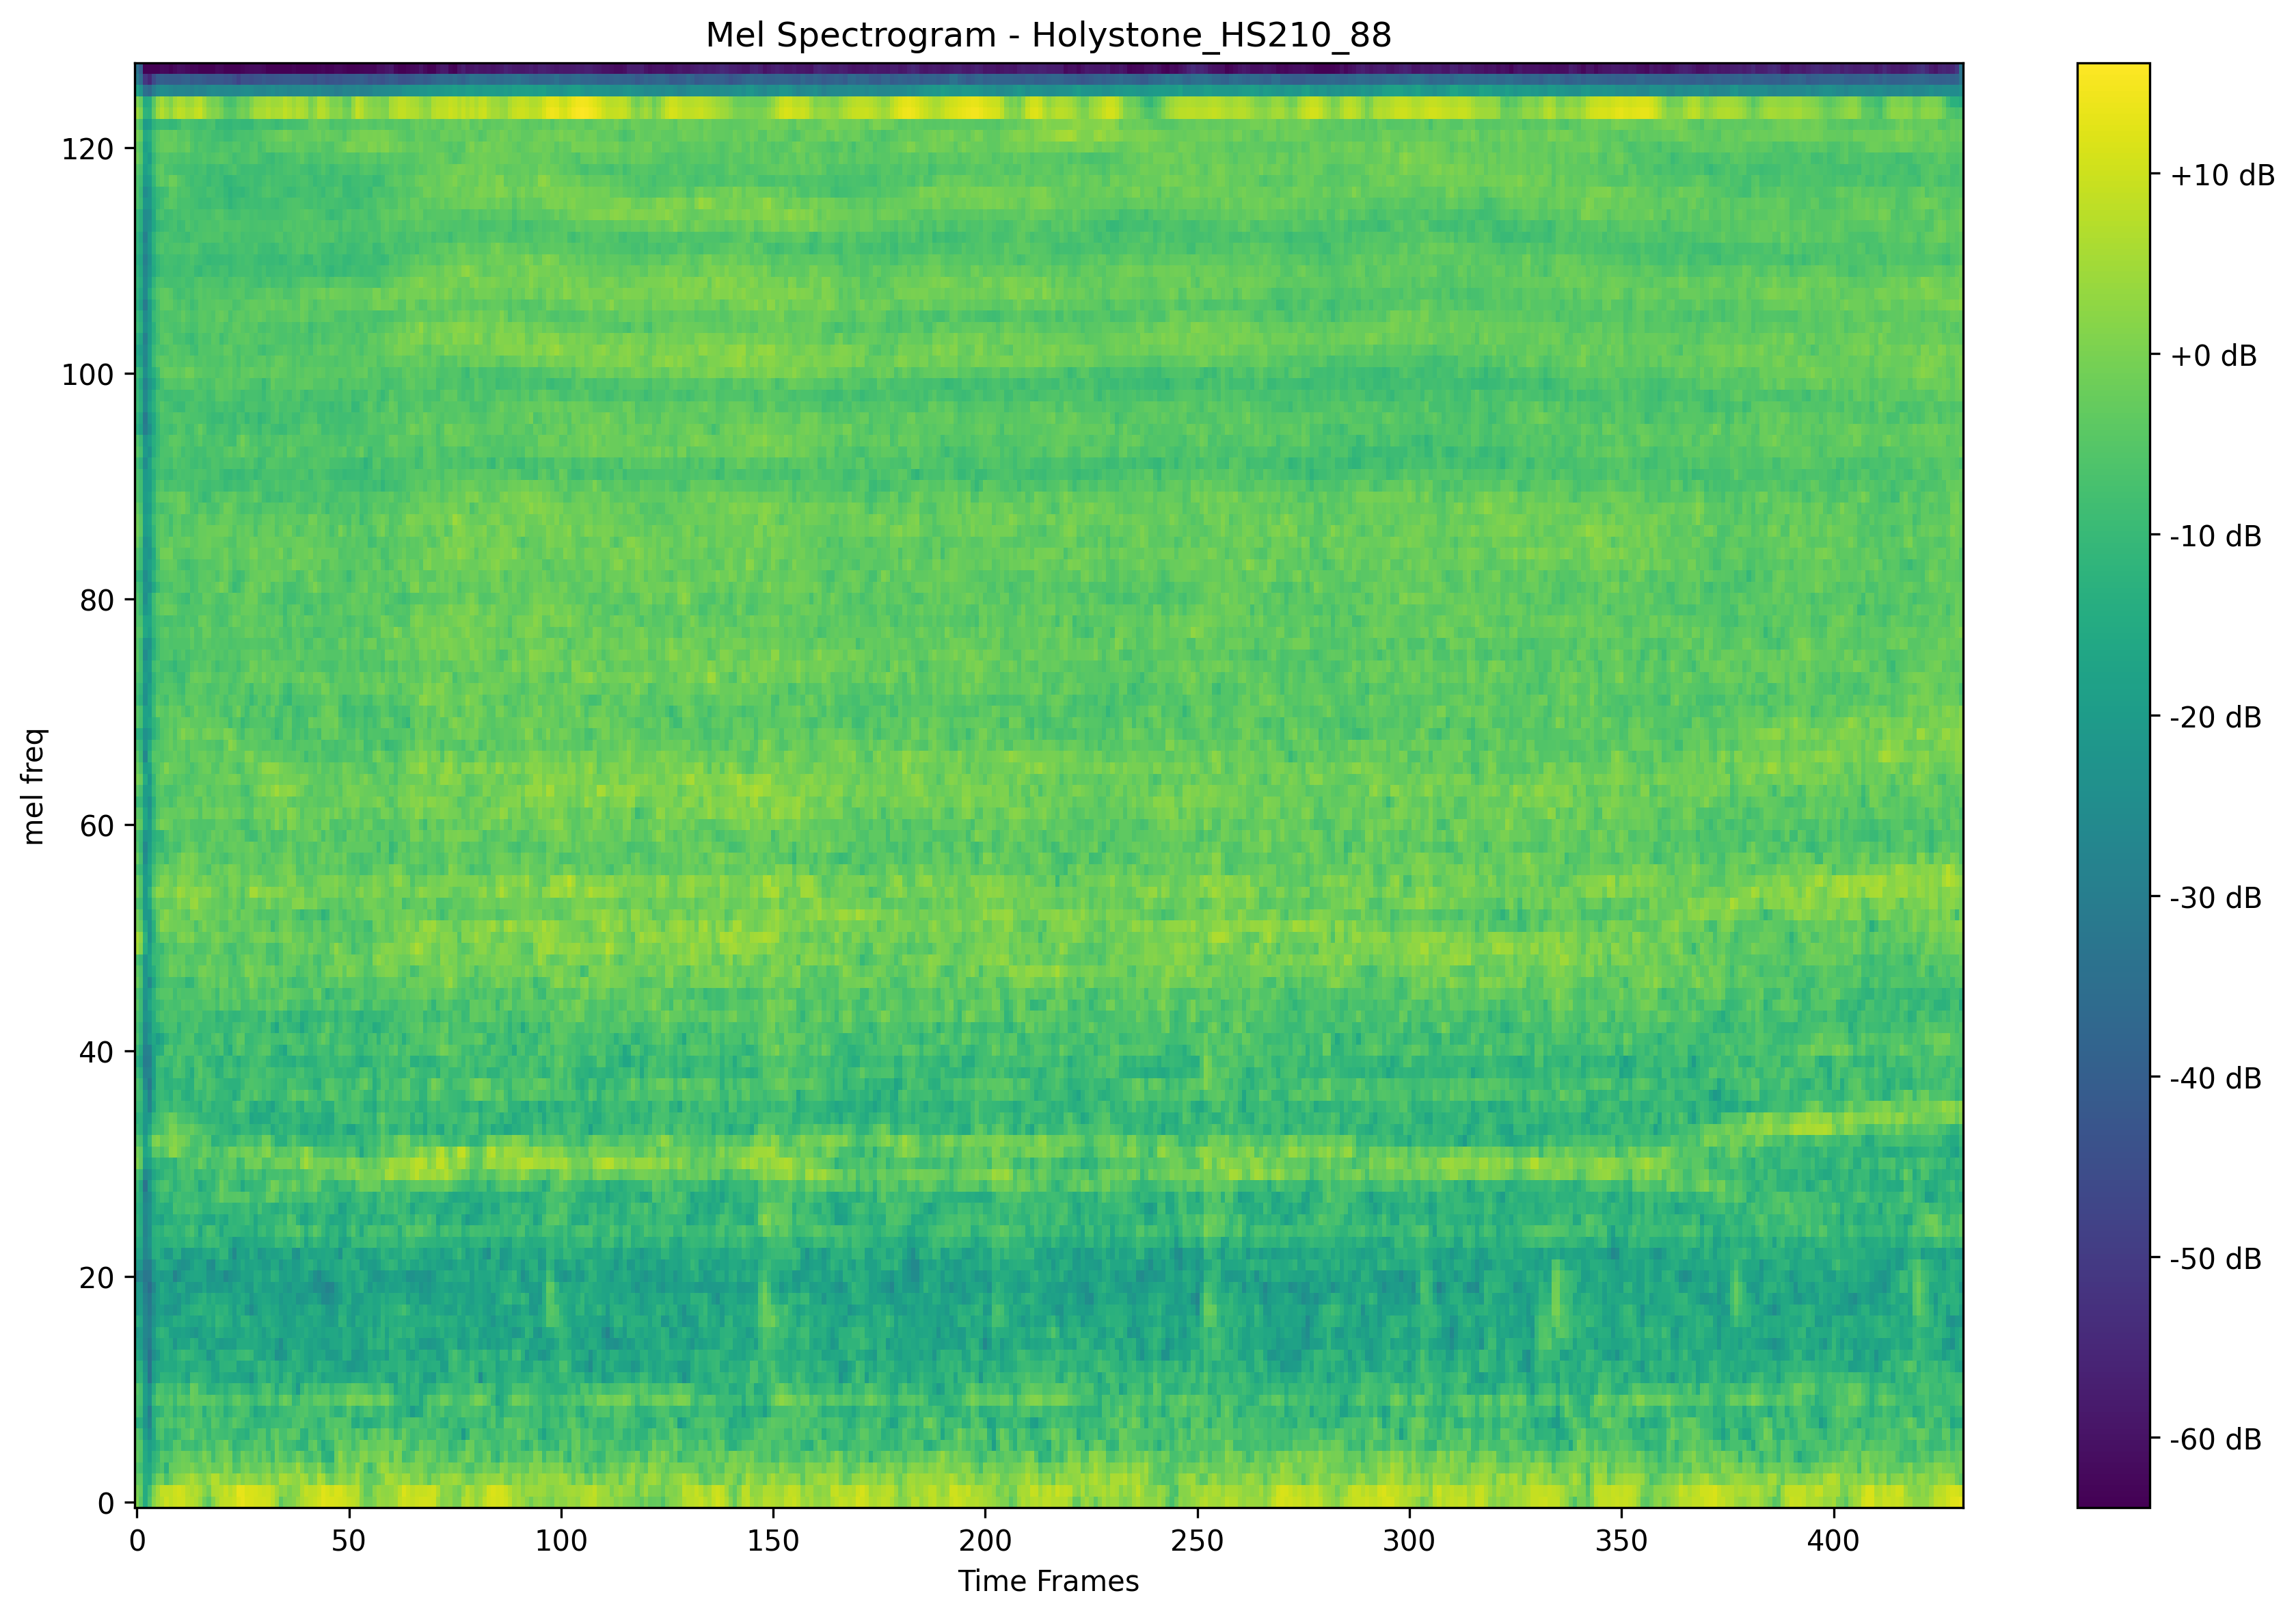 Mel Spectrogram - Holystone_HS210_88
120
100
80
60
40
20
0
mel freq
0 50 100 150 200 250 300 350 400
Time Frames
+10 dB
+0 dB
-10 dB
-20 dB
-30 dB
-40 dB
-50 dB
-60 dB